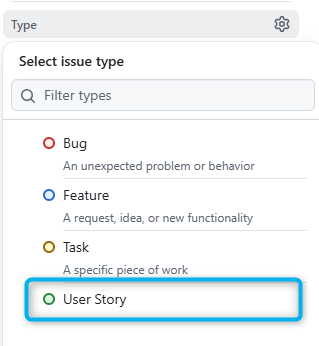 Type
Select issue type
Filter types
Bug
An unexpected problem or behavior
Feature
A request, idea, or new functionality
Task
A specific piece of work
User Story